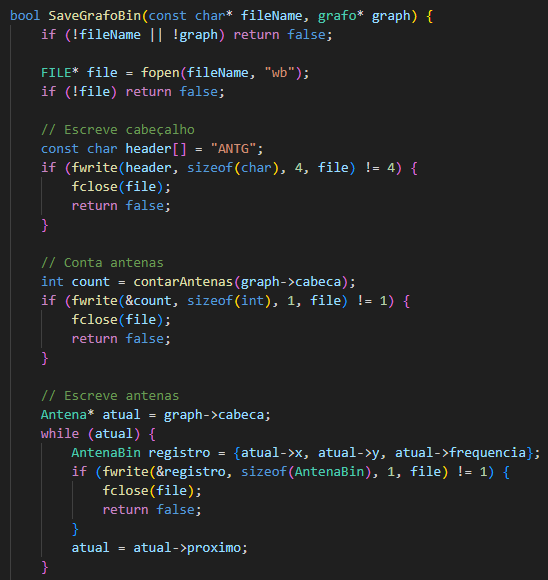 bool SaveGrafoBin(const char* fileName, grafo* graph) {
    if (!fileName || !graph) return false;

    FILE* file = fopen(fileName, "wb");
    if (!file) return false;

    // Escreve cabeçalho
    const char header[] = "ANTG";
    if (fwrite(header, sizeof(char), 4, file) != 4) {
        fclose(file);
        return false;
    }

    // Conta antenas
    int count = contarAntenas(graph->cabeca);
    if (fwrite(&count, sizeof(int), 1, file) != 1) {
        fclose(file);
        return false;
    }

    // Escreve antenas
    Antena* atual = graph->cabeca;
    while (atual) {
        AntenaBin registro = {atual->x, atual->y, atual->frequencia};
        if (fwrite(&registro, sizeof(AntenaBin), 1, file) != 1) {
            fclose(file);
            return false;
        }
        atual = atual->proximo;
    }